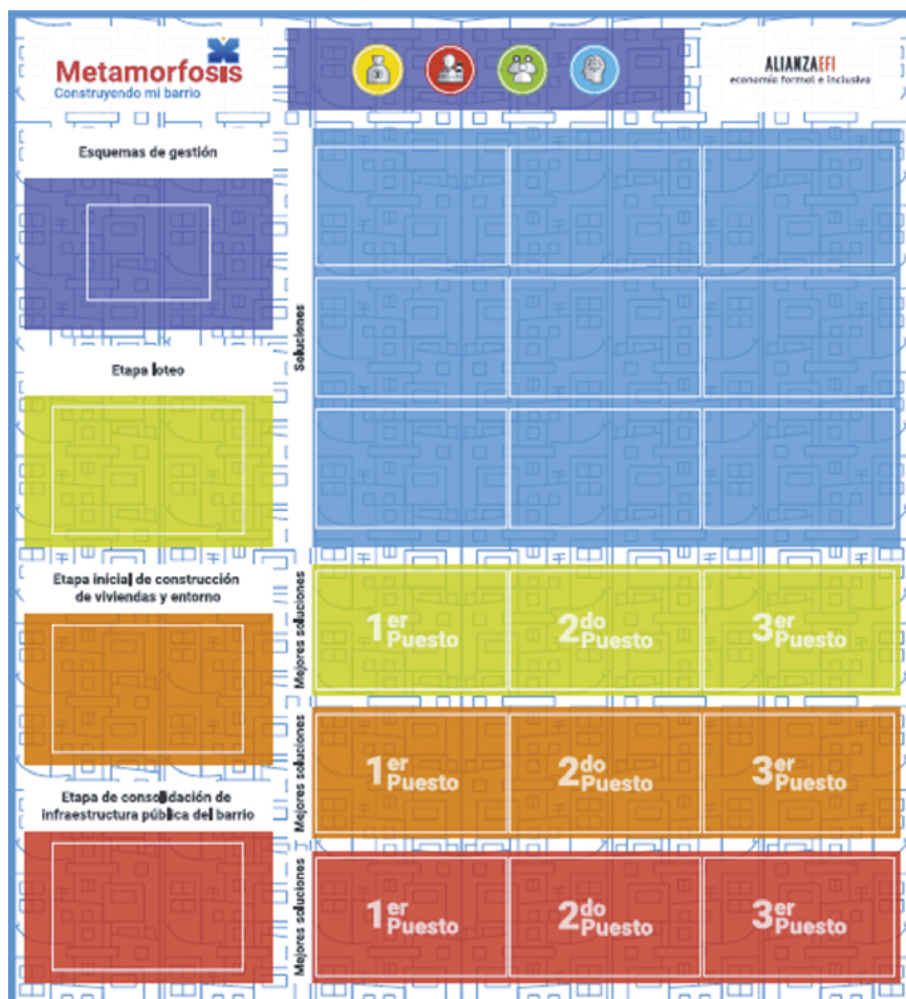 Metamorfosis
Construyendo mi barrio
ALIANZAEFI
economía formal e inclusiva
Esquemas de gestión
Soluciones
Etapa loteo
Etapa inicial de construcción
de viviendas y entorno
Mejores soluciones
1er Puesto
2do Puesto
3er Puesto
Mejores soluciones
1er Puesto
2do Puesto
3er Puesto
Etapa de consolidación de
infraestructura pública del barrio
Mejores soluciones
1er Puesto
2do Puesto
3er Puesto